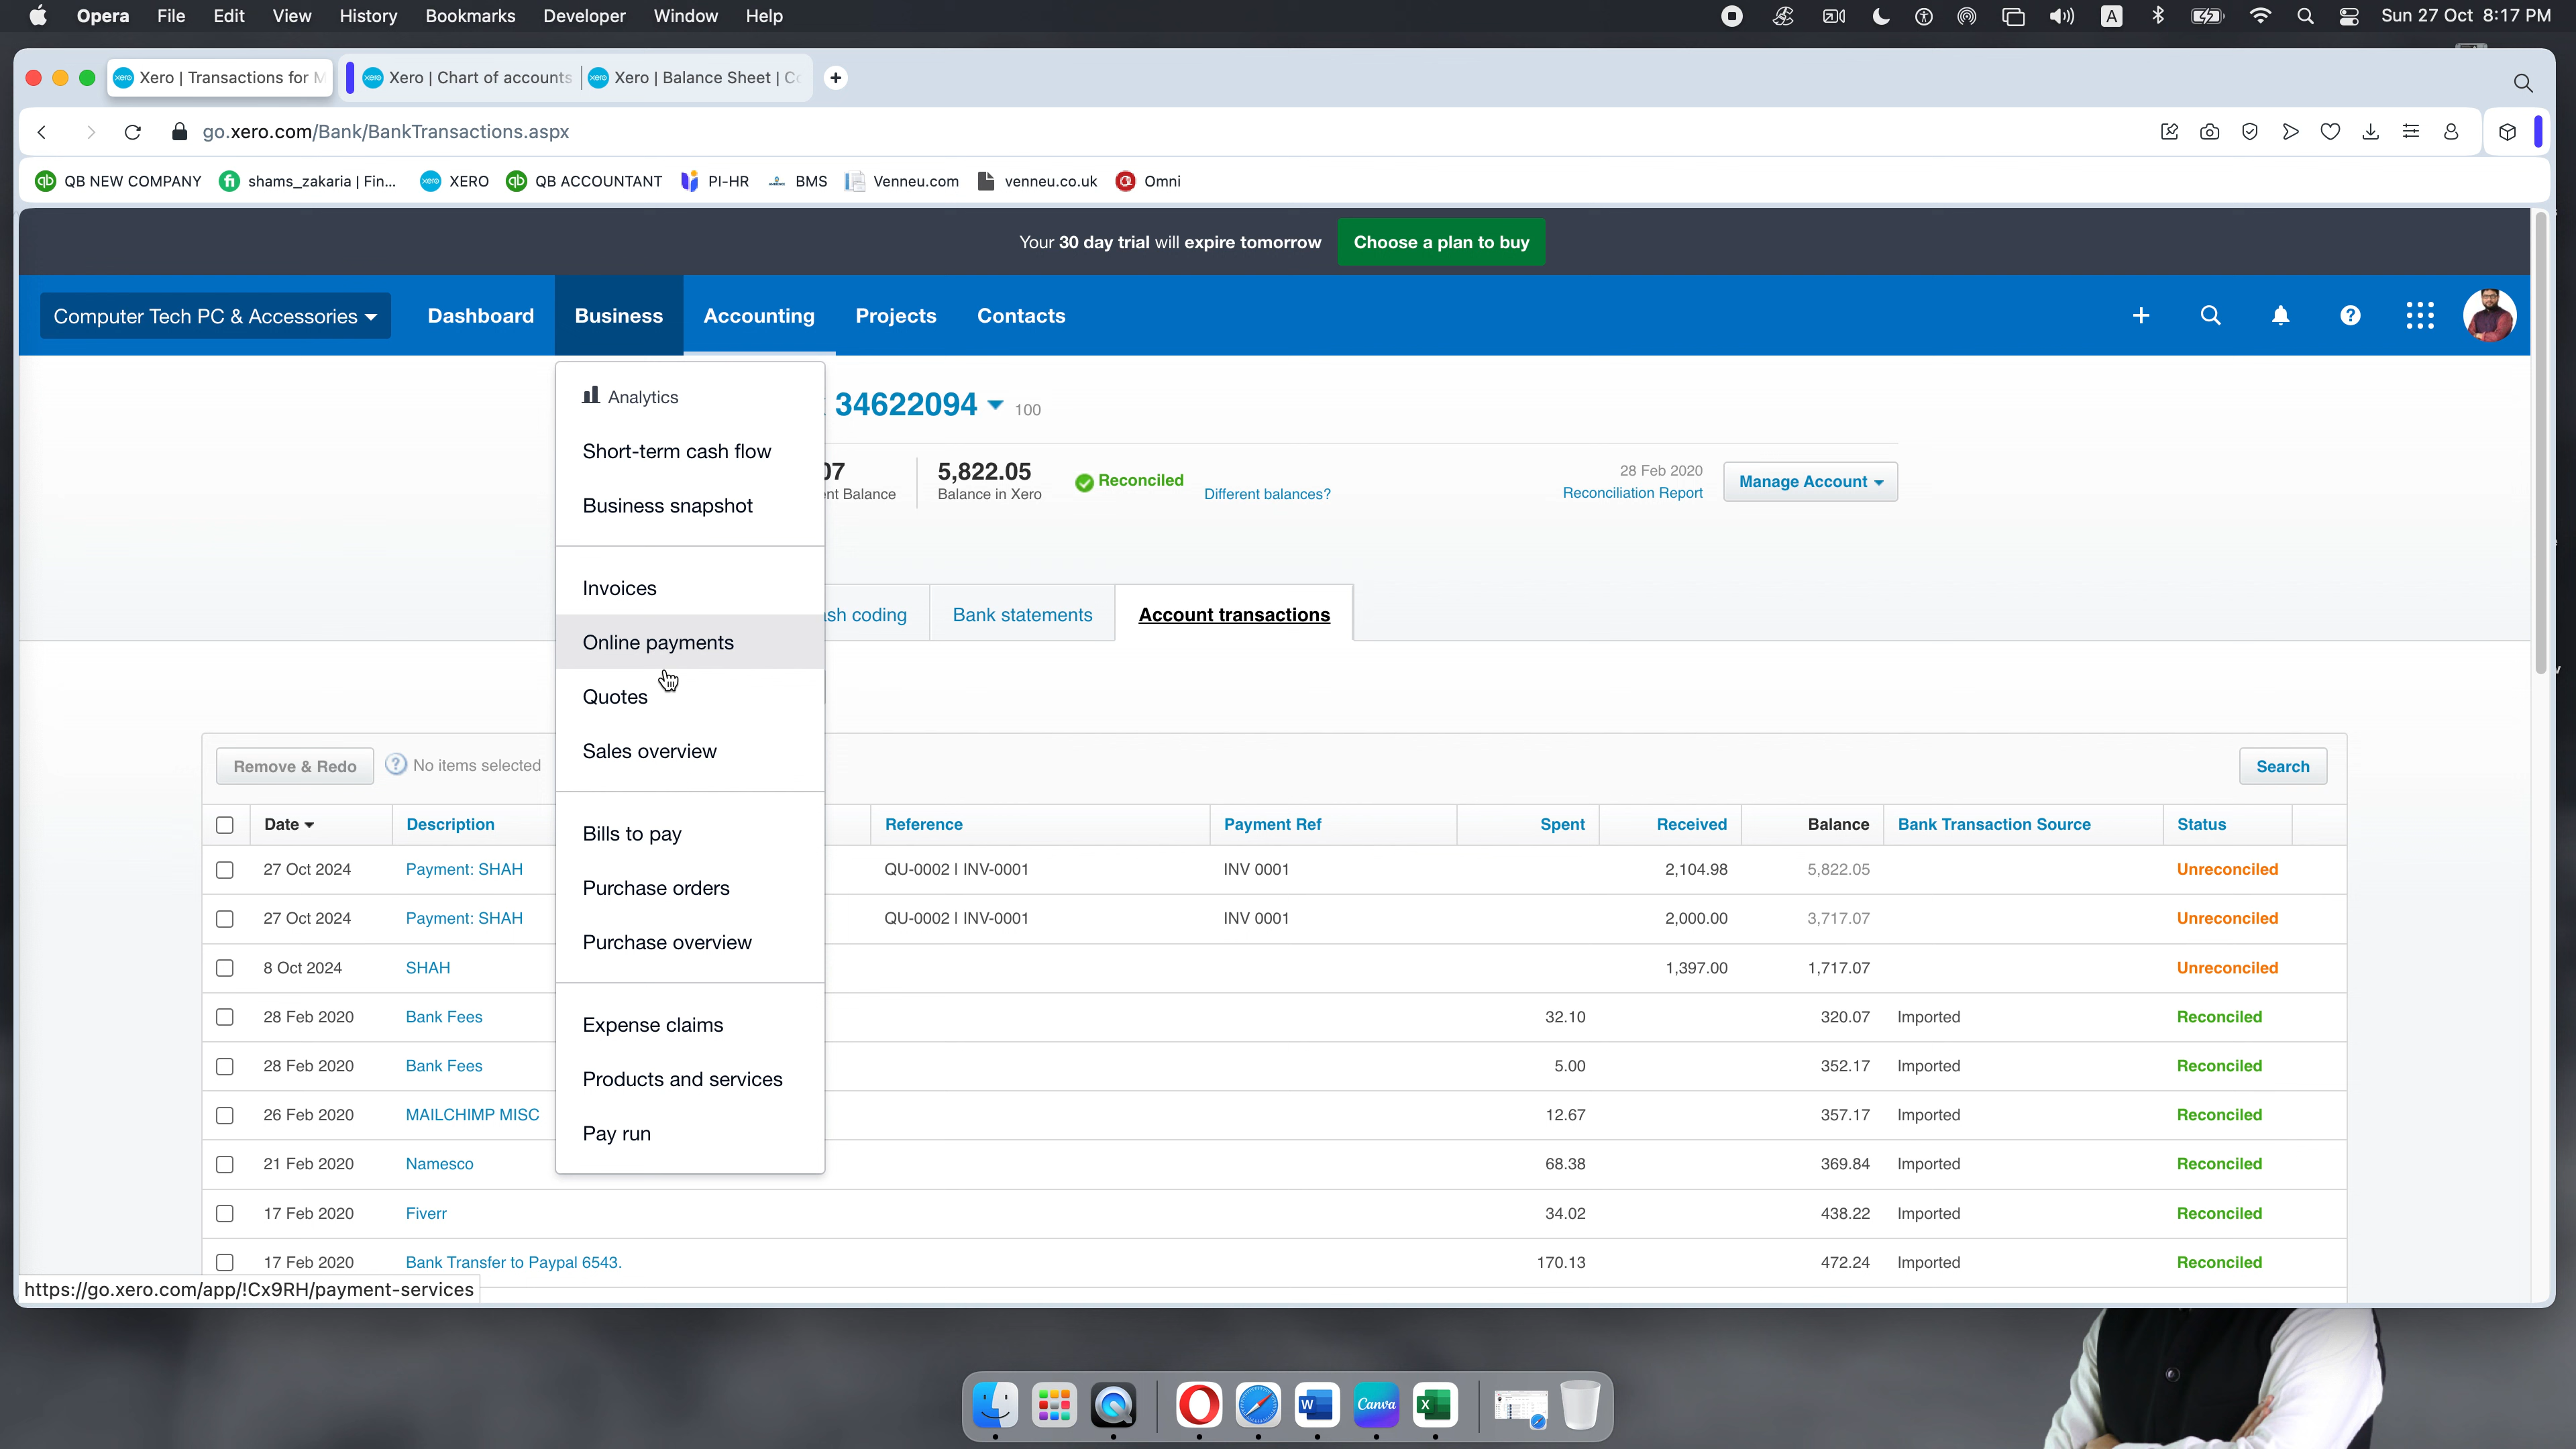 Opera File Edit View History Bookmarks Developer Window Help
A
Sun 27 Oct 8:17 PM
xero Xero | Transactions for M
xero Xero | Chart of accounts
xero Xero | Balance Sheet | Co
go.xero.com/Bank/BankTransactions.aspx
qb QB NEW COMPANY
fi shams_zakaria | Fin...
xero XERO
qb QB ACCOUNTANT
PI-HR
BMS
Venneu.com
venneu.co.uk
Omni
Your 30 day trial will expire tomorrow
Choose a plan to buy
Computer Tech PC & Accessories
Dashboard Business Accounting Projects Contacts
Analytics
Short-term cash flow
Business snapshot
Invoices
Online payments
Quotes
Sales overview
Bills to pay
Purchase orders
Purchase overview
Expense claims
Products and services
Pay run
34622094 100
07
nt Balance
5,822.05
Balance in Xero
Reconciled
Different balances?
28 Feb 2020
Reconciliation Report
Manage Account
sh coding
Bank statements
Account transactions
Remove & Redo ? No items selected
Search
Date Description Reference Payment Ref Spent Received Balance Bank Transaction Source Status
27 Oct 2024 Payment: SHAH QU-0002 | INV-0001 INV 0001 2,104.98 5,822.05 Unreconciled
27 Oct 2024 Payment: SHAH QU-0002 | INV-0001 INV 0001 2,000.00 3,717.07 Unreconciled
8 Oct 2024 SHAH 1,397.00 1,717.07 Unreconciled
28 Feb 2020 Bank Fees 32.10 320.07 Imported Reconciled
28 Feb 2020 Bank Fees 5.00 352.17 Imported Reconciled
26 Feb 2020 MAILCHIMP MISC 12.67 357.17 Imported Reconciled
21 Feb 2020 Namesco 68.38 369.84 Imported Reconciled
17 Feb 2020 Fiverr 34.02 438.22 Imported Reconciled
17 Feb 2020 Bank Transfer to Paypal 6543. 170.13 472.24 Imported Reconciled
https://go.xero.com/app/!Cx9RH/payment-services
W
Canva
X